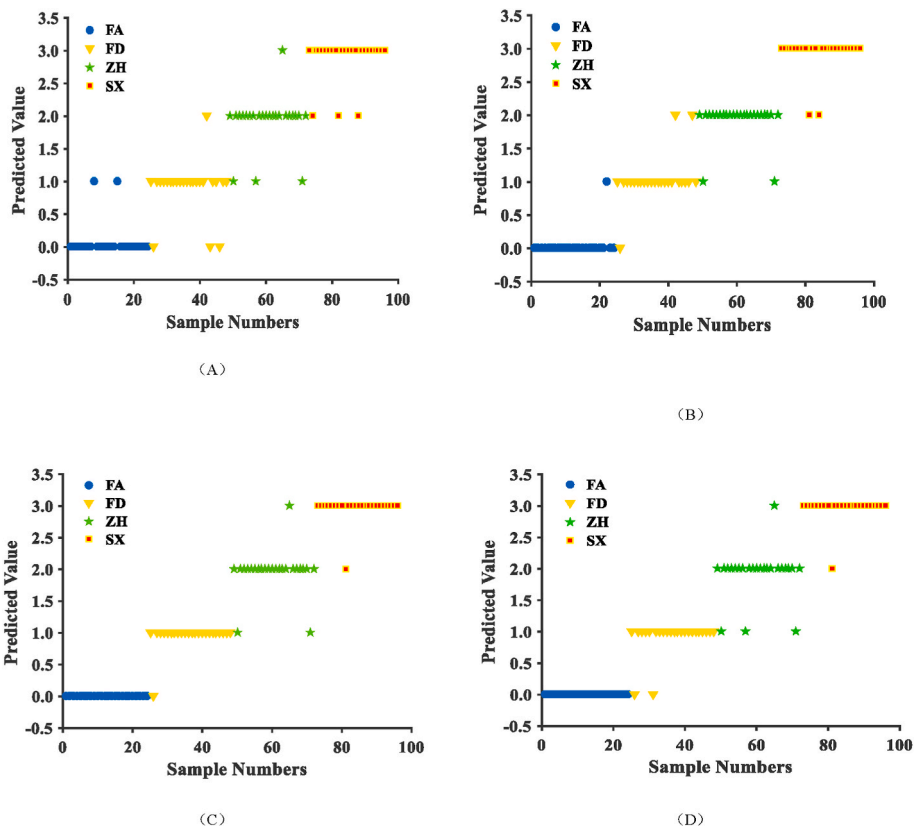 3.5
3.0
2.5
2.0
1.5
1.0
0.5
0.0
-0.5
Predicted Value
FA
FD
ZH
SX
0 20 40 60 80 100
Sample Numbers
（A）
3.5
3.0
2.5
2.0
1.5
1.0
0.5
0.0
-0.5
Predicted Value
FA
FD
ZH
SX
0 20 40 60 80 100
Sample Numbers
（B）
3.5
3.0
2.5
2.0
1.5
1.0
0.5
0.0
-0.5
Predicted Value
FA
FD
ZH
SX
0 20 40 60 80 100
Sample Numbers
（C）
3.5
3.0
2.5
2.0
1.5
1.0
0.5
0.0
-0.5
Predicted Value
FA
FD
ZH
SX
0 20 40 60 80 100
Sample Numbers
（D）